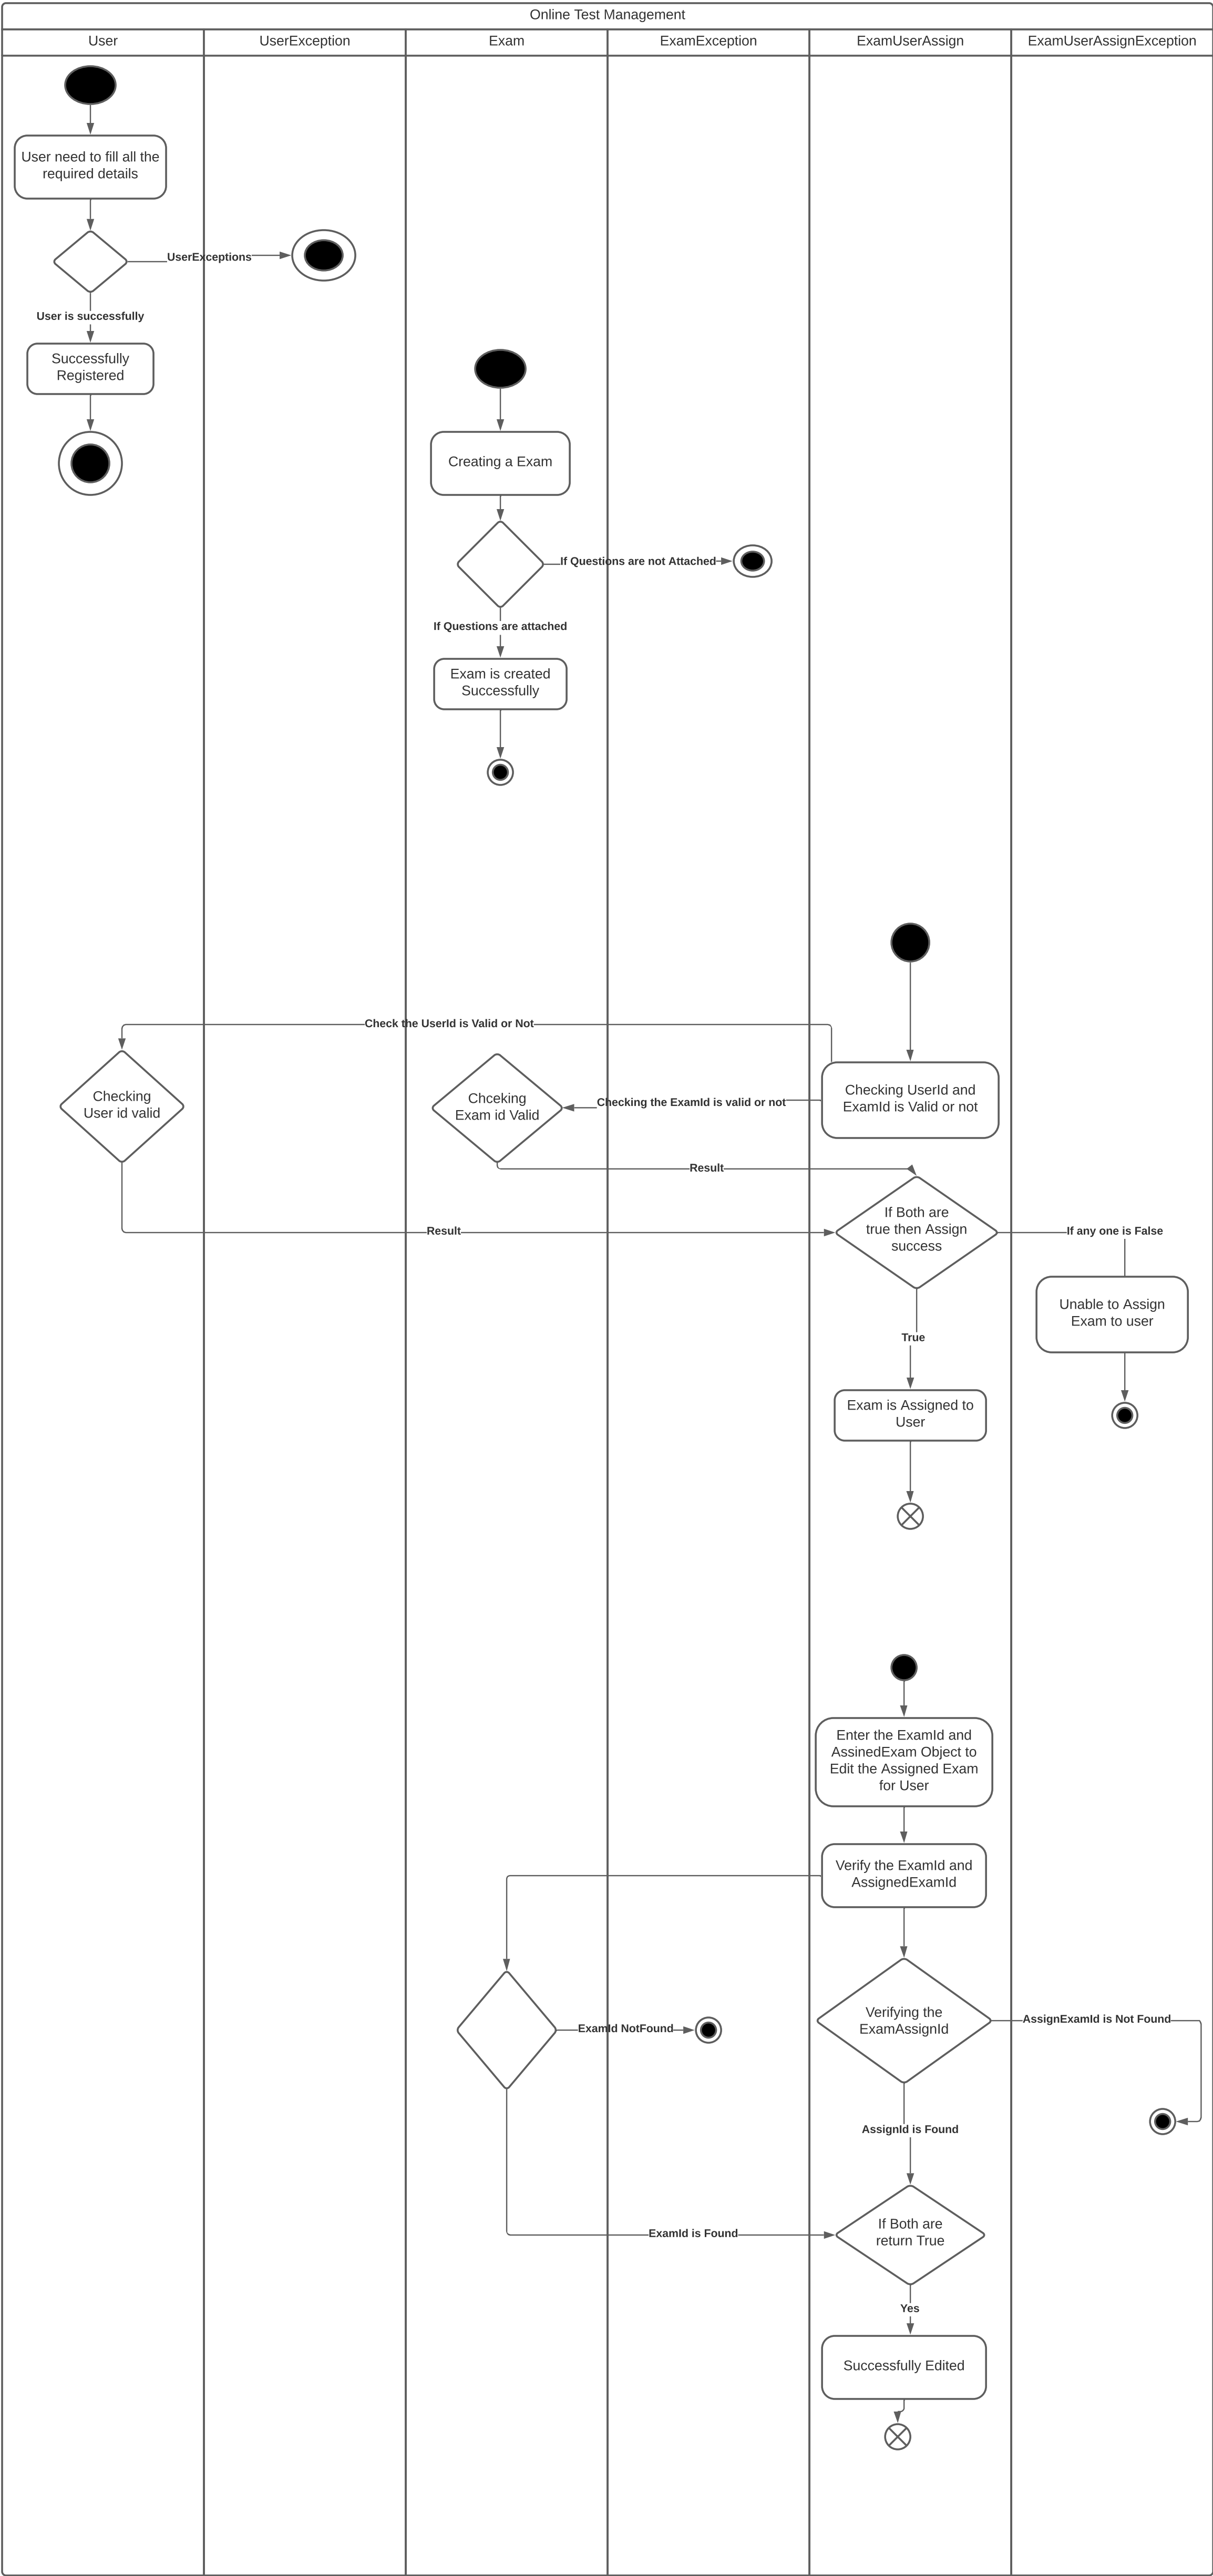 Online Test Management
User
UserException
Exam
ExamException
ExamUserAssign
ExamUserAssignException
User need to fill all the
required details
UserExceptions
User is successfully
Successfully
Registered
Creating a Exam
If Questions are not Attached
If Questions are attached
Exam is created
Successfully
Check the UserId is Valid or Not
Checking
User id valid
Chceking
Exam id Valid
Checking the ExamId is valid or not
Checking UserId and
ExamId is Valid or not
Result
Result
If Both are
true then Assign
success
If any one is False
Unable to Assign
Exam to user
True
Exam is Assigned to
User
Enter the ExamId and
AssinedExam Object to
Edit the Assigned Exam
for User
Verify the ExamId and
AssignedExamId
Verifying the
ExamAssignId
AssignExamId is Not Found
ExamId NotFound
AssignId is Found
ExamId is Found
If Both are
return True
Yes
Successfully Edited